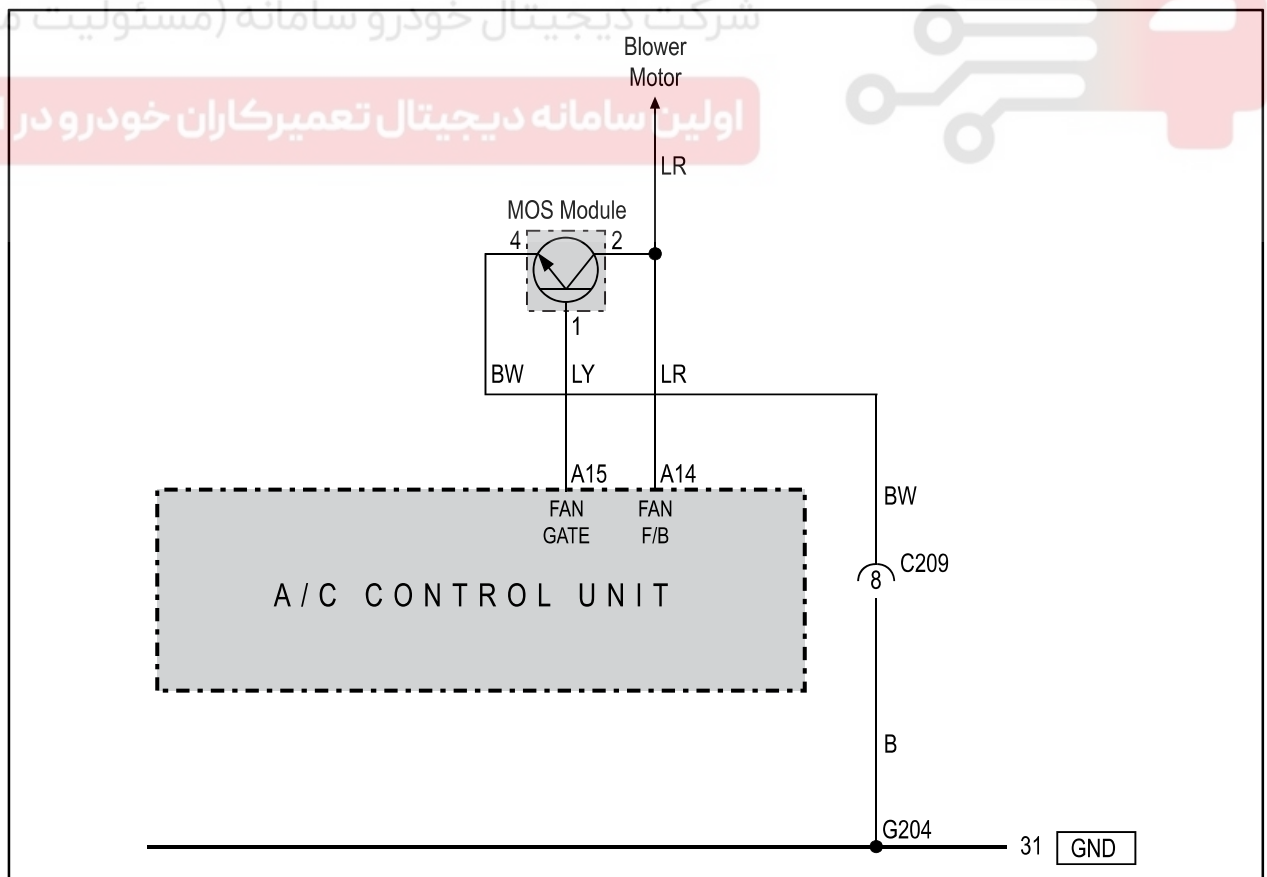 شرکت دیجیتال خودرو سامانه (مسئولیت
اولین سامانه دیجیتال تعمیرکاران خودرو در
Blower
Motor
LR
MOS Module
4
2
1
BW
LY
LR
A15
A14
FAN
GATE
FAN
F/B
A/C CONTROL UNIT
BW
C209
8
B
G204
31
GND